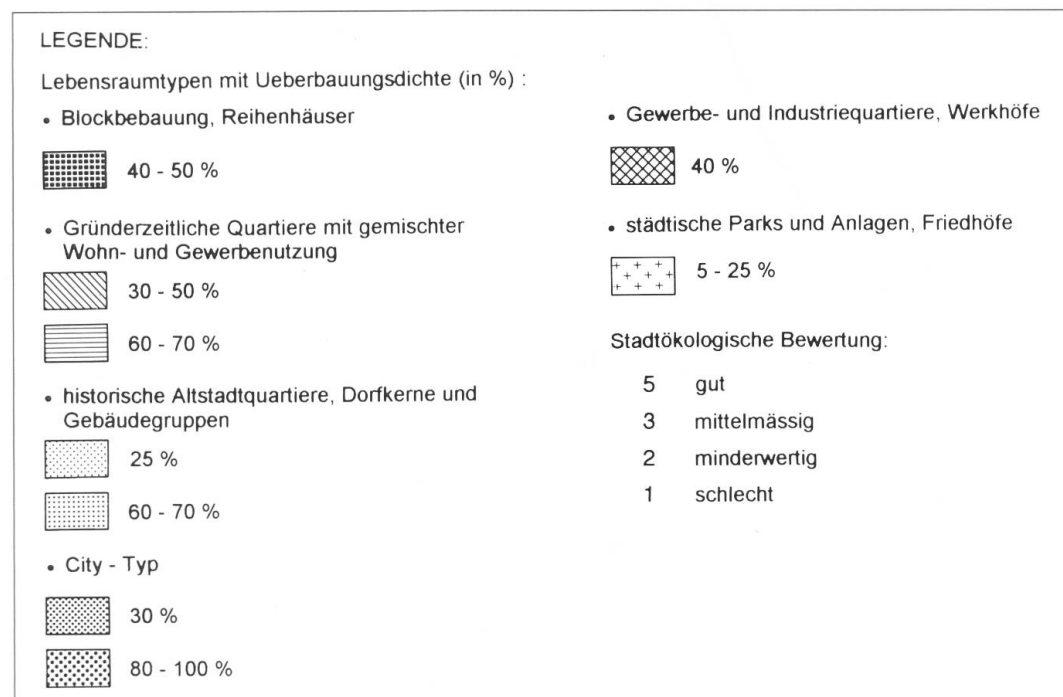 LEGENDE:
Lebensraumtypen mit Ueberbauungsdichte (in %) :
• Blockbebauung, Reihenhäuser
40 - 50 %
• Gründerzeitliche Quartiere mit gemischter
Wohn- und Gewerbenutzung
30 - 50 %
60 - 70 %
• historische Altstadtquartiere, Dorfkerne und
Gebäudegruppen
25 %
60 - 70 %
• City - Typ
30 %
80 - 100 %
• Gewerbe- und Industriequartiere, Werkhöfe
40 %
• städtische Parks und Anlagen, Friedhöfe
5 - 25 %
Stadtökologische Bewertung:
5 gut
3 mittelmässig
2 minderwertig
1 schlecht